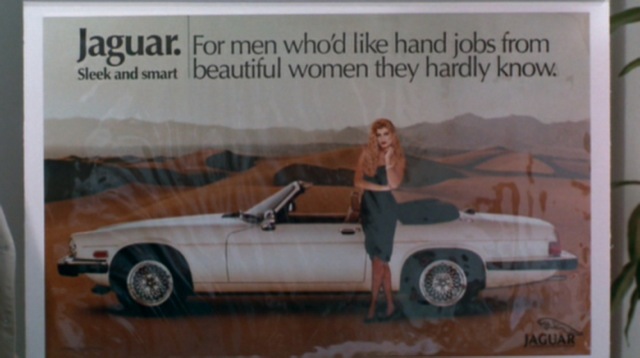 Jaguar.
Sleek and smart
For men who'd like hand jobs from
beautiful women they hardly know.
JAGUAR